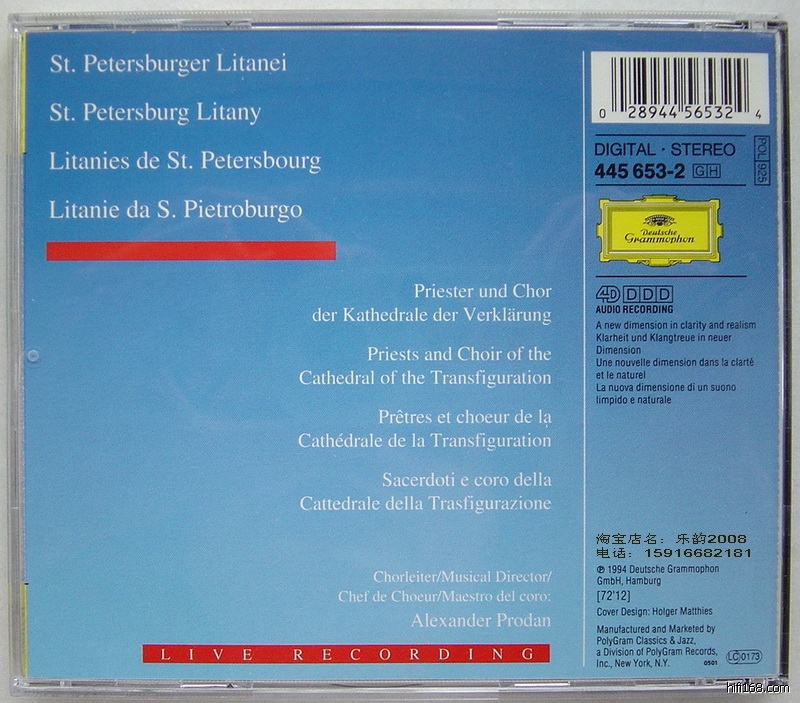 St. Petersburger Litanei
St. Petersburg Litany
Litanies de St. Petersbourg
Litanie da S. Pietroburgo
Priester und Chor
der Kathedrale der Verklärung
Priests and Choir of the
Cathedral of the Transfiguration
Prêtres et choeur de la
Cathédrale de la Transfiguration
Sacerdoti e coro della
Cattedrale della Trasfigurazione
Chorleiter/Musical Director/
Chef de Choeur/Maestro del coro:
Alexander Prodan
LIVE RECORDING
0 28944 56532 4
DIGITAL · STEREO
445 653-2 GH
POL 925
Deutsche
Grammophon
4D DDD
AUDIO RECORDING
A new dimension in clarity and realism
Klarheit und Klangtreue in neuer
Dimension
Une nouvelle dimension dans la clarté
et le naturel
La nuova dimensione di un suono
limpido e naturale
淘宝店名：乐韵2008
电话：15916682181
℗ 1994 Deutsche Grammophon
GmbH, Hamburg
[72'12]
Cover Design: Holger Matthies
Manufactured and Marketed by
PolyGram Classics & Jazz,
a Division of PolyGram Records,
Inc., New York, N.Y.
0501
LC 0173
hifi168.com